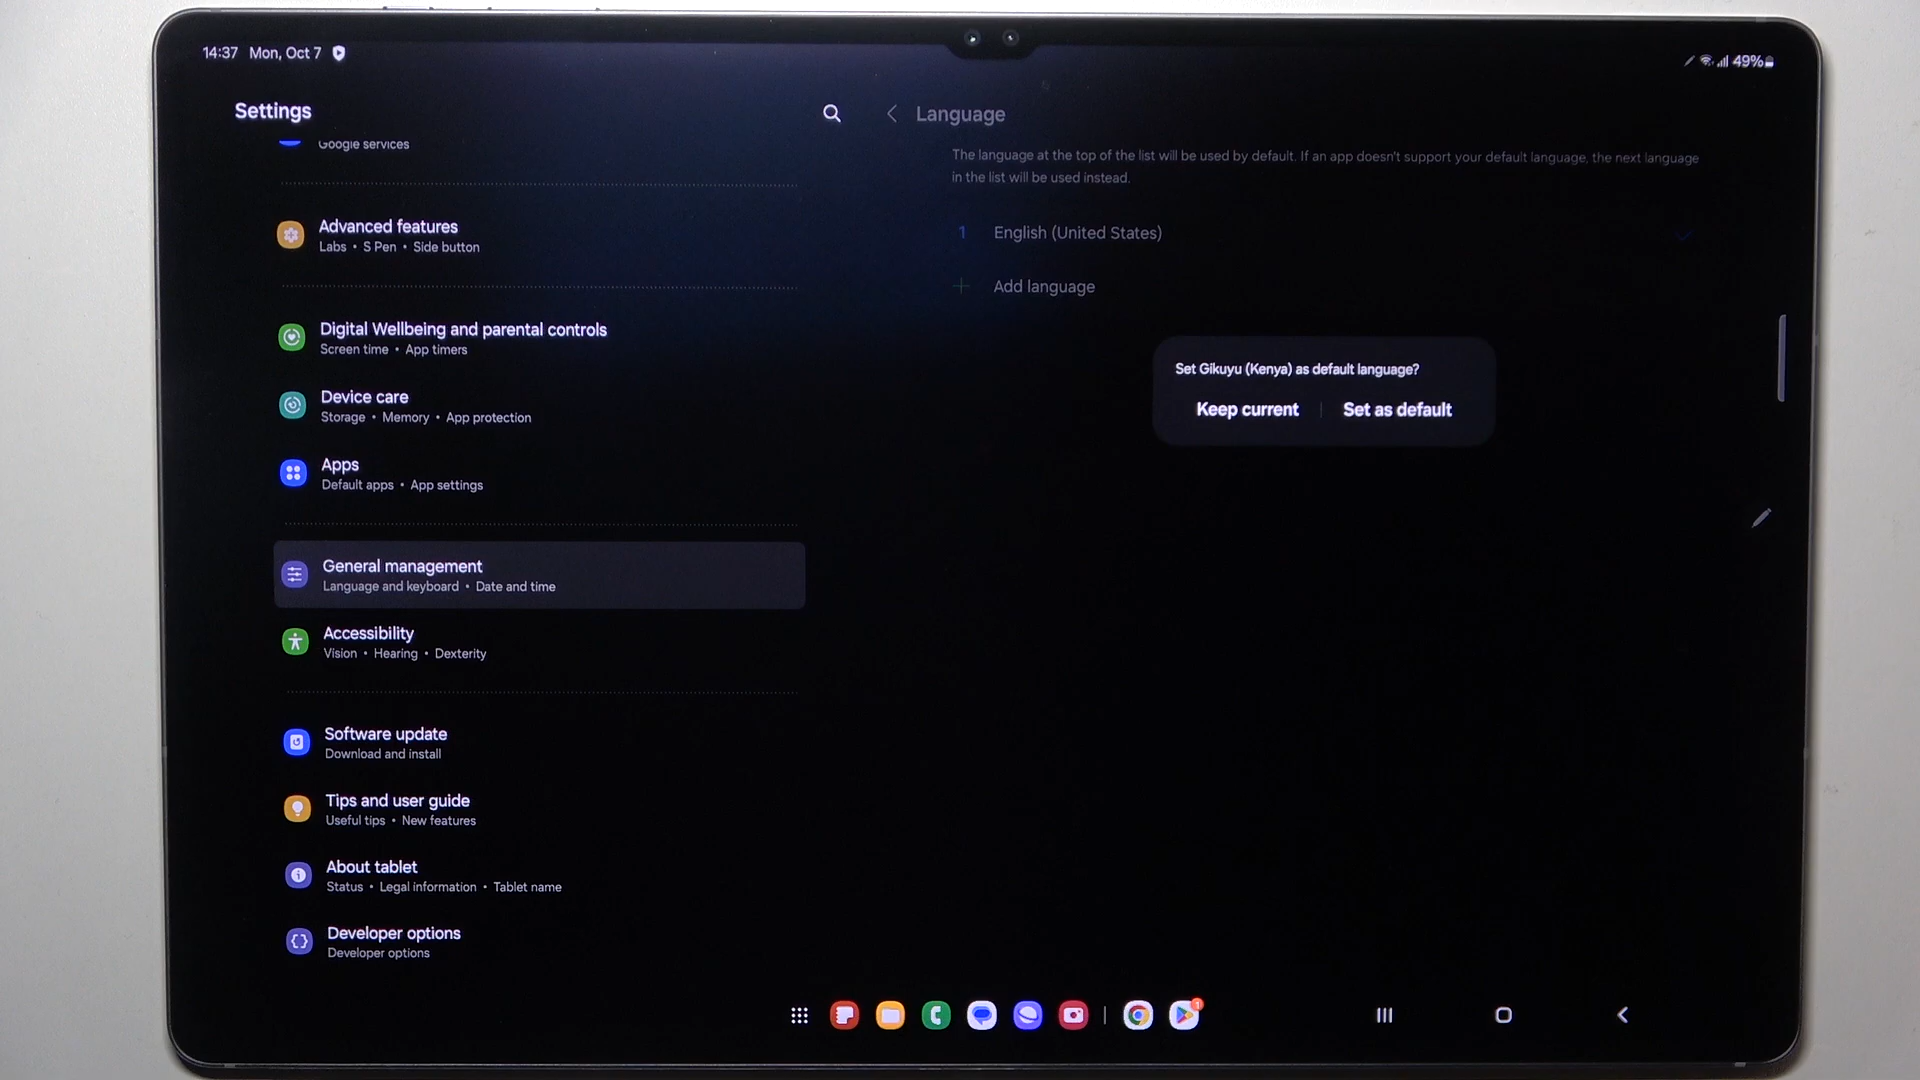 14:37 Mon, Oct 7
49%
Settings
Google services
Advanced features
Labs • S Pen • Side button
Digital Wellbeing and parental controls
Screen time • App timers
Device care
Storage • Memory • App protection
Apps
Default apps • App settings
General management
Language and keyboard • Date and time
Accessibility
Vision • Hearing • Dexterity
Software update
Download and install
Tips and user guide
Useful tips • New features
About tablet
Status • Legal information • Tablet name
Developer options
Developer options
Language
The language at the top of the list will be used by default. If an app doesn't support your default language, the next language
in the list will be used instead.
1 English (United States)
+ Add language
Set Gikuyu (Kenya) as default language?
Keep current | Set as default
1